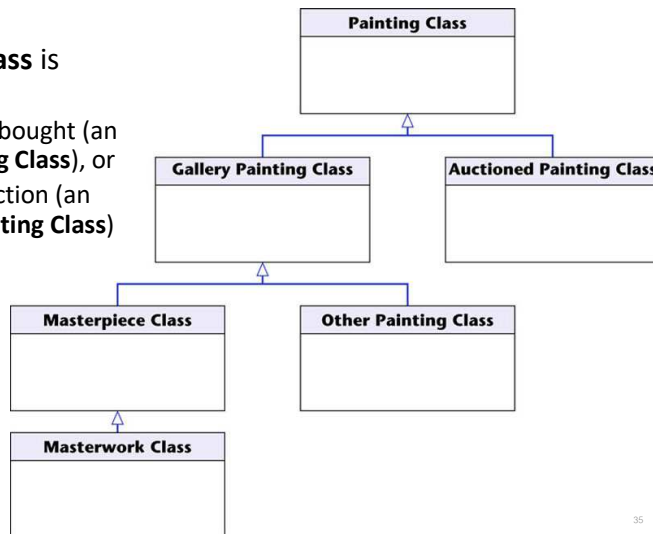 ass is
bought (an
g Class), or
ction (an
ting Class)
Painting Class
Gallery Painting Class
Auctioned Painting Class
Masterpiece Class
Other Painting Class
Masterwork Class
35